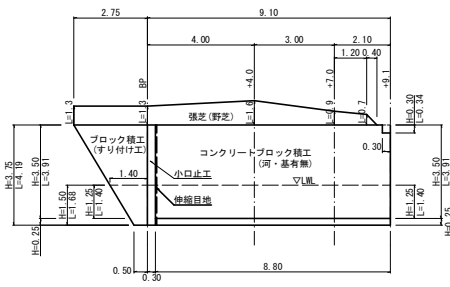 2.75
9.10
4.00
3.00
2.10
1.20
0.40
BP
+4.0
+7.0
+9.1
L=1.3
L=1.3
L=1.6
L=0.9
L=0.7
H=0.30
L=0.34
張芝(野芝)
ブロック積工
(すり付け工)
コンクリートブロック積工
(河・基有無)
0.30
小口止工
▽LWL
伸縮目地
1.40
H=3.75
L=4.19
H=3.50
L=3.91
H=1.50
L=1.68
H=1.25
L=1.40
H=0.25
H=1.25
L=1.40
H=3.50
L=3.91
H=0.25
0.50
0.30
8.80